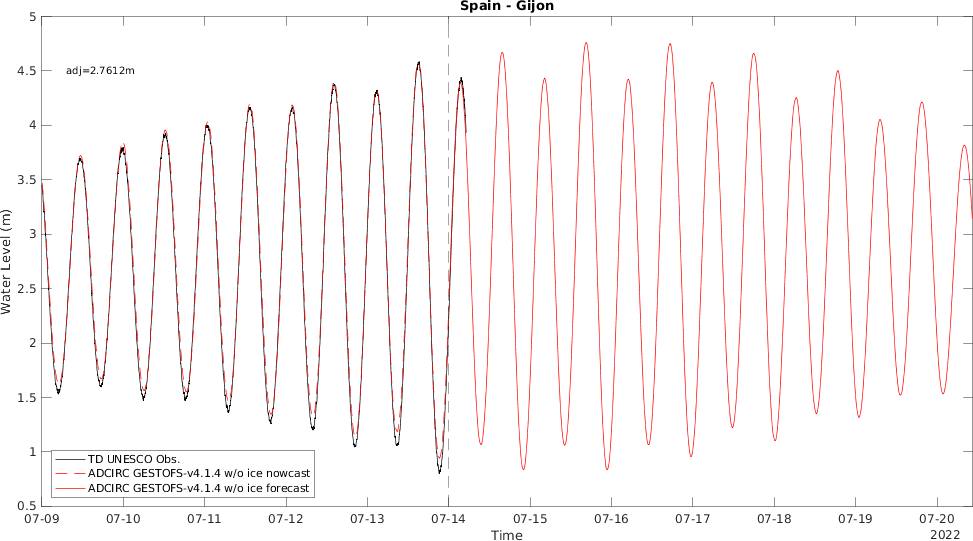 Spain - Gijon
adj=2.7612m
Water Level (m)
5
4.5
4
3.5
3
2.5
2
1.5
1
0.5
TD UNESCO Obs.
ADCIRC GESTOFS-v4.1.4 w/o ice nowcast
ADCIRC GESTOFS-v4.1.4 w/o ice forecast
07-09 07-10 07-11 07-12 07-13 07-14 07-15 07-16 07-17 07-18 07-19 07-20
2022
Time